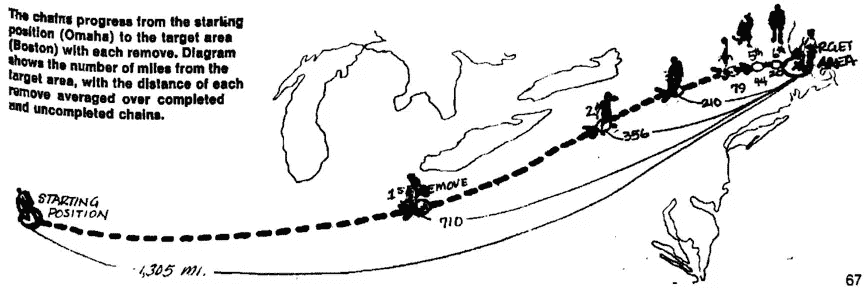 The chains progress from the starting
position (Omaha) to the target area
(Boston) with each remove. Diagram
shows the number of miles from the
target area, with the distance of each
remove averaged over completed
and uncompleted chains.
5th
6th
TARGET
AREA
79
44
20
210
356
1st REMOVE
710
STARTING
POSITION
1,305 mi.
67